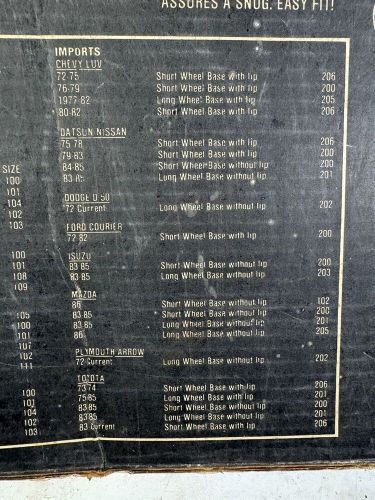 ASSURES A SNUG, EASY FIT!
IMPORTS
CHEVY LUV
72-75 Short Wheel Base with lip 206
76-79 Short Wheel Base with lip 200
1977-82 Long Wheel Base with lip 205
80-82 Short Wheel Base with lip 206
DATSUN NISSAN
75-78 Short Wheel Base with lip 206
79-83 Short Wheel Base with lip 200
SIZE 84-85 Short Wheel Base without lip 200
100 83-85 Long Wheel Base without lip 201
101 DODGE D-50
104 72 Current Long Wheel Base without lip 202
102
103 FORD COURIER
72-82 Short Wheel Base with lip 200
100 ISUZU
101 83-85 Short Wheel Base without lip 200
108 83-85 Long Wheel Base without lip 203
109 MAZDA
86 Short Wheel Base without lip 102
105 83-85 Short Wheel Base without lip 200
100 83-85 Long Wheel Base without lip 201
101 86 Long Wheel Base without lip 205
107 PLYMOUTH ARROW
102 72 Current Long Wheel Base without lip 202
111
TOYOTA
73-74 Short Wheel Base with lip 206
100 75-85 Long Wheel Base with lip 201
101 83-85 Short Wheel Base without lip 200
104 83-85 Long Wheel Base without lip 201
102 83 Current Short Wheel Base with lip 206
103